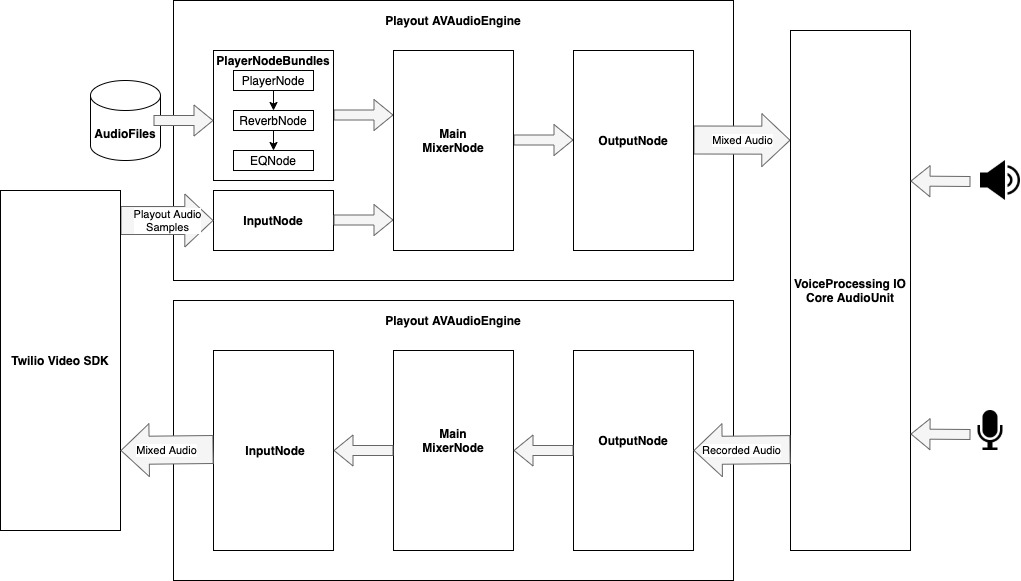 Playout AVAudioEngine
PlayerNodeBundles
PlayerNode
ReverbNode
EQNode
AudioFiles
Main
MixerNode
OutputNode
Mixed Audio
Playout Audio
Samples
InputNode
VoiceProcessing IO
Core AudioUnit
Twilio Video SDK
Playout AVAudioEngine
Mixed Audio
InputNode
Main
MixerNode
OutputNode
Recorded Audio